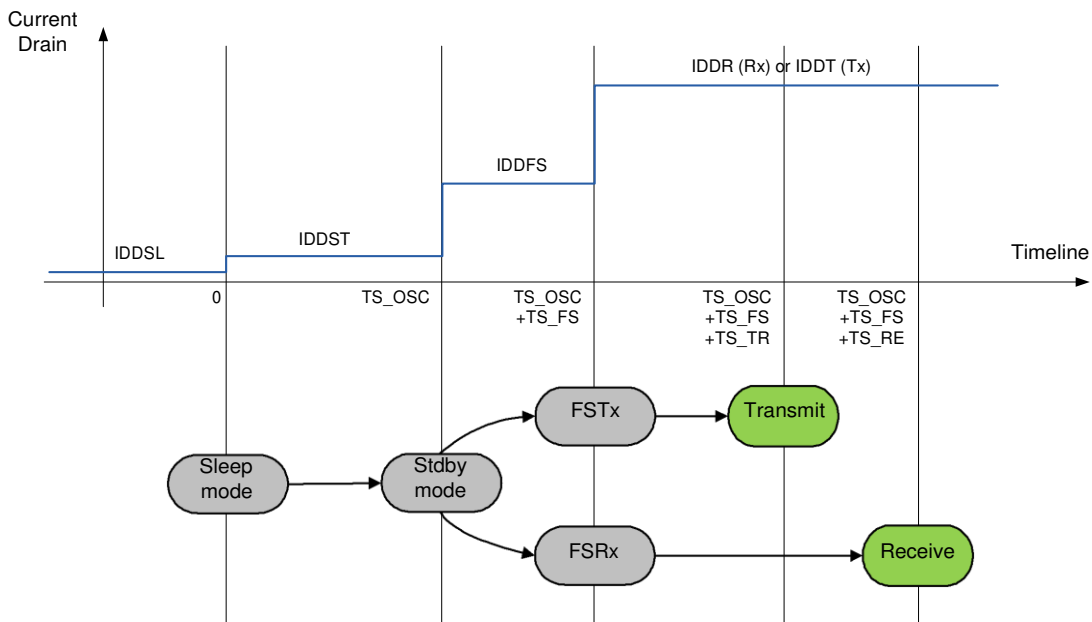 Current
Drain
IDDR (Rx) or IDDT (Tx)
IDDFS
IDDST
IDDSL
Timeline
0
TS_OSC
TS_OSC
+TS_FS
TS_OSC
+TS_FS
+TS_TR
TS_OSC
+TS_FS
+TS_RE
FSTx
Transmit
Sleep
mode
Stdby
mode
FSRx
Receive